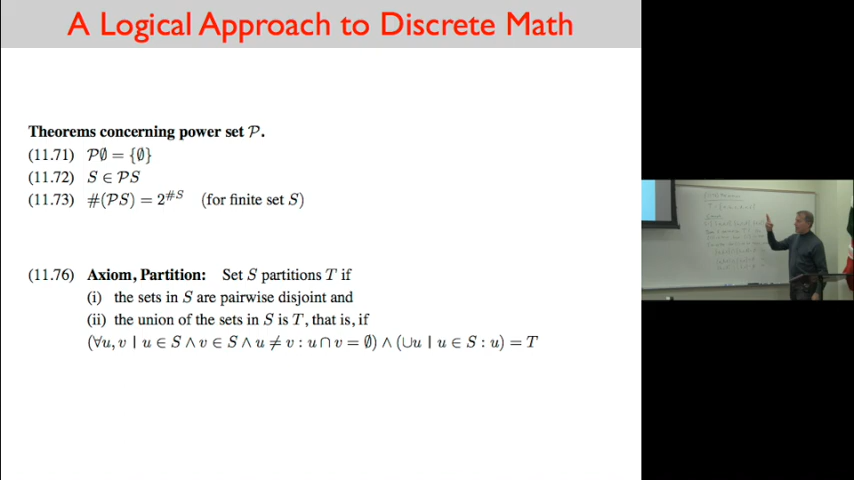 A Logical Approach to Discrete Math
Theorems concerning power set 𝒫.
(11.71) 𝒫∅ = {∅}
(11.72) S ∈ 𝒫S
(11.73) #(𝒫S) = 2^{#S} (for finite set S)
(11.76) Axiom, Partition: Set S partitions T if
(i) the sets in S are pairwise disjoint and
(ii) the union of the sets in S is T, that is, if
(∀u, v | u ∈ S ∧ v ∈ S ∧ u ≠ v : u ∩ v = ∅) ∧ (∪u | u ∈ S : u) = T